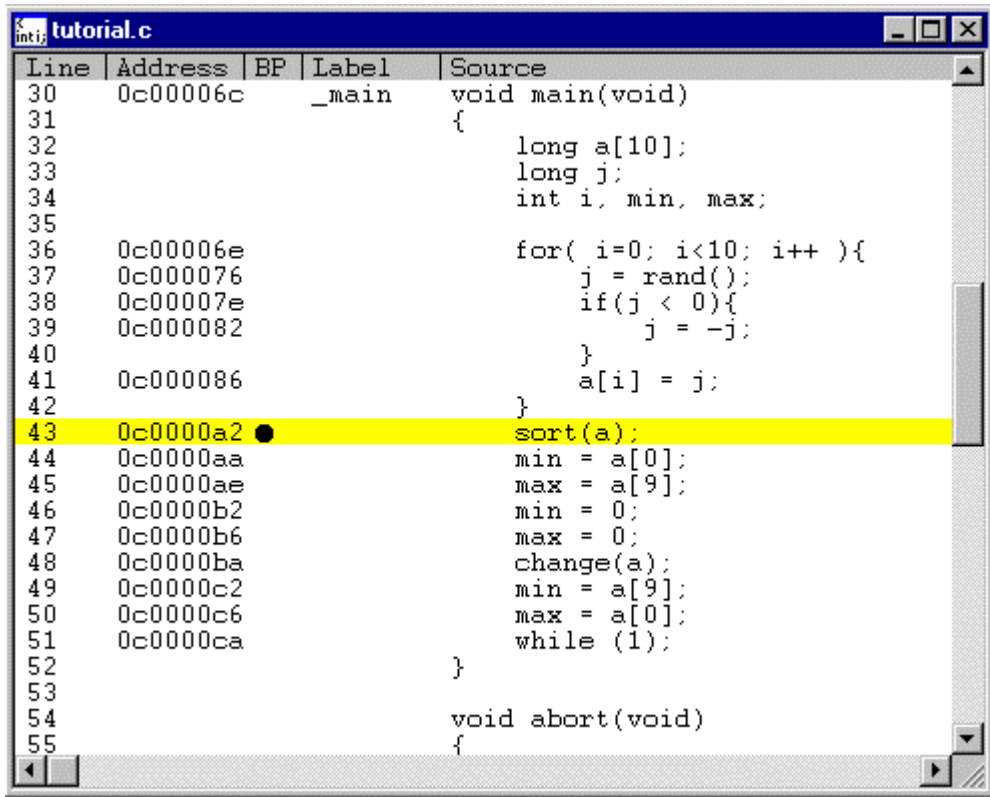 tutorial.c
Line Address BP Label Source
30 0c00006c _main void main(void)
31 {
32 long a[10];
33 long j;
34 int i, min, max;
35
36 0c00006e for( i=0; i<10; i++ ){
37 0c000076 j = rand();
38 0c00007e if(j < 0){
39 0c000082 j = -j;
40 }
41 0c000086 a[i] = j;
42 }
43 0c0000a2 sort(a);
44 0c0000aa min = a[0];
45 0c0000ae max = a[9];
46 0c0000b2 min = 0;
47 0c0000b6 max = 0;
48 0c0000ba change(a);
49 0c0000c2 min = a[9];
50 0c0000c6 max = a[0];
51 0c0000ca while (1);
52 }
53
54 void abort(void)
55 {